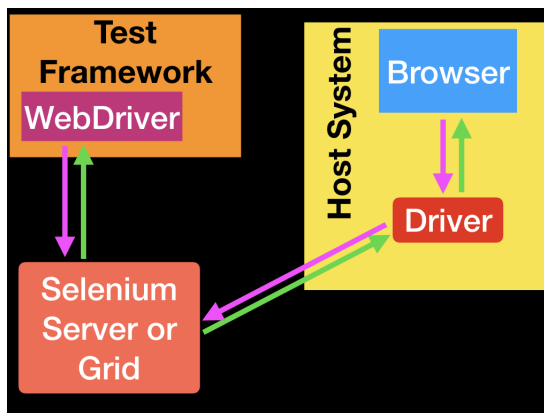 Test
Framework
WebDriver
Host System
Browser
Driver
Selenium
Server or
Grid